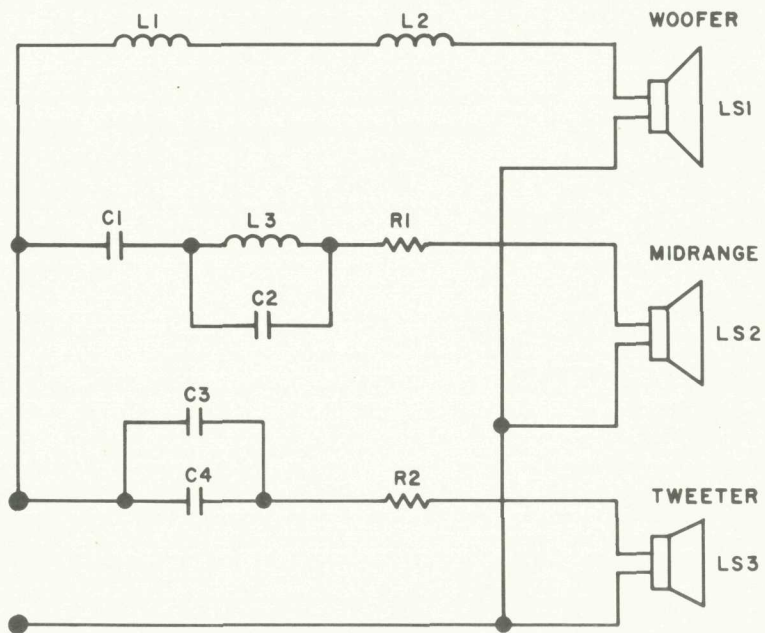 L1
L2
WOOFER
LS1
C1
L3
R1
C2
MIDRANGE
LS2
C3
C4
R2
TWEETER
LS3